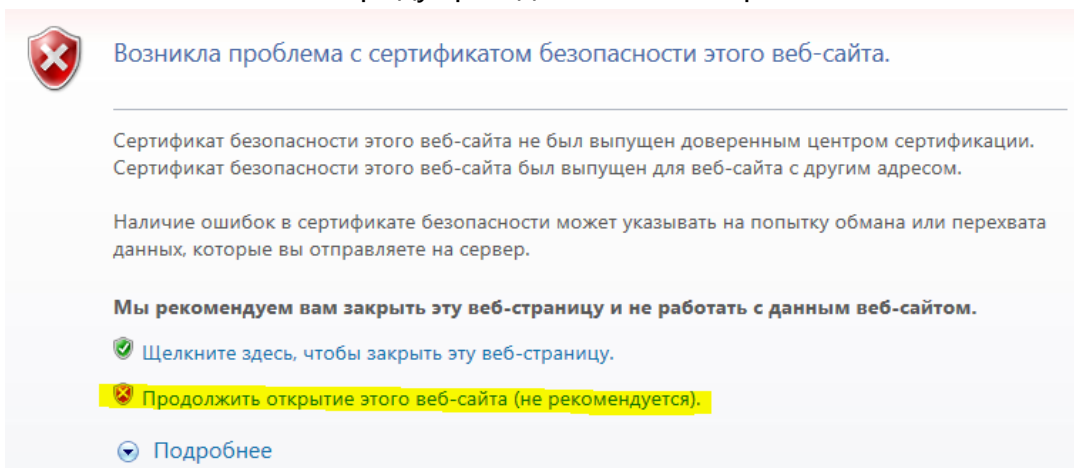 Возникла проблема с сертификатом безопасности этого веб-сайта.
Сертификат безопасности этого веб-сайта не был выпущен доверенным центром сертификации.
Сертификат безопасности этого веб-сайта был выпущен для веб-сайта с другим адресом.
Наличие ошибок в сертификате безопасности может указывать на попытку обмана или перехвата
данных, которые вы отправляете на сервер.
Мы рекомендуем вам закрыть эту веб-страницу и не работать с данным веб-сайтом.
Щелкните здесь, чтобы закрыть эту веб-страницу.
Продолжить открытие этого веб-сайта (не рекомендуется).
Подробнее